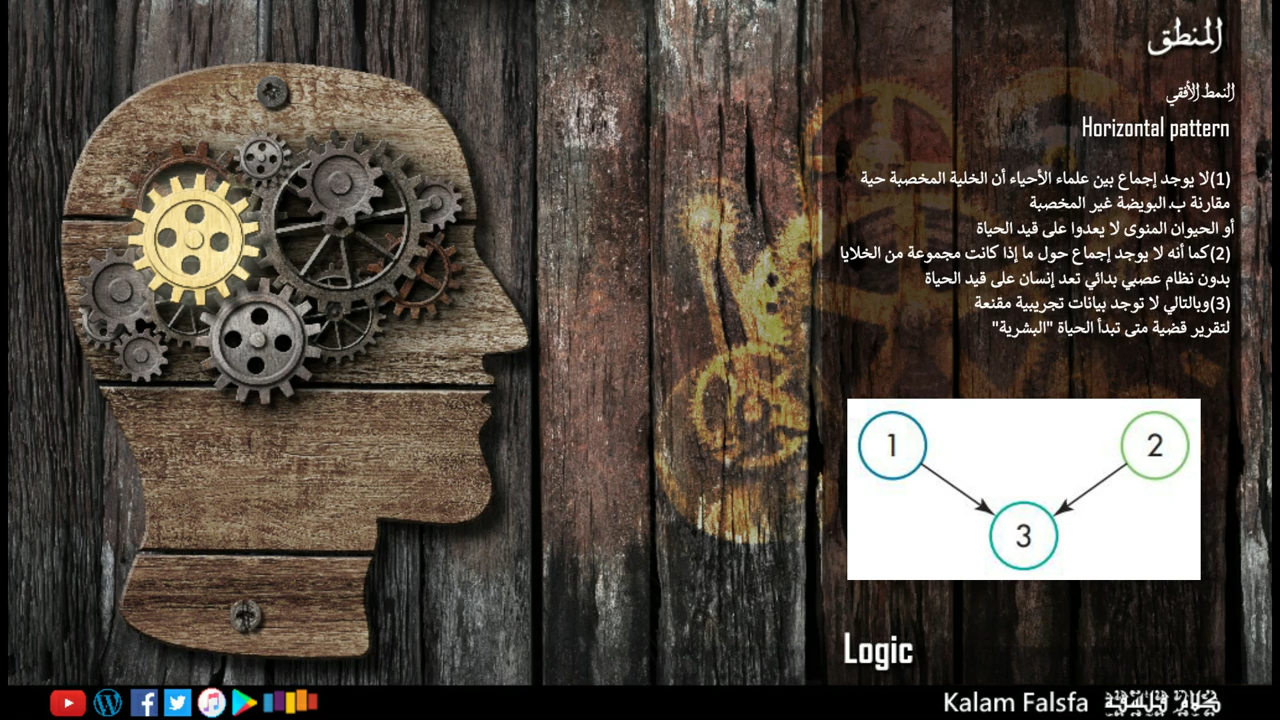 المنطق
النمط الأفقي
Horizontal pattern
(1)لا يوجد إجماع بين علماء الأحياء أن الخلية المخصبة حية
مقارنة ب،البويضة غير المخصبة
أو الحيوان المنوى لا يعدوا على قيد الحياة
(2)كما أنه لا يوجد إجماع حول ما إذا كانت مجموعة من الخلايا
بدون نظام عصبي بدائي تعد إنسان على قيد الحياة
(3)وبالتالي لا توجد بيانات تجريبية مقنعة
لتقرير قضية متى تبدأ الحياة "البشرية"
1
2
3
Logic
Kalam Falsfa كلام فلسفة